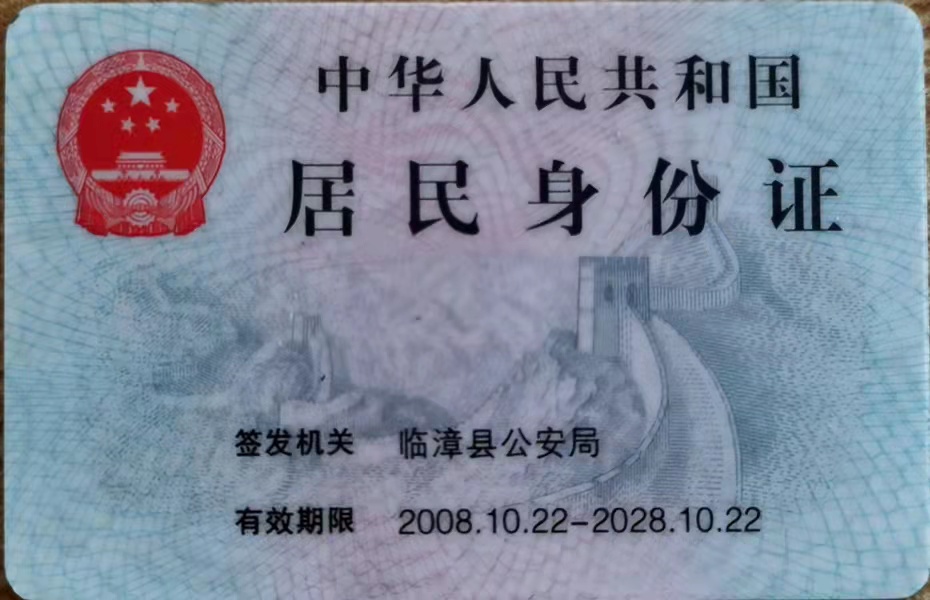 中华人民共和国
居民身份证
签发机关 临漳县公安局
有效期限 2008.10.22-2028.10.22